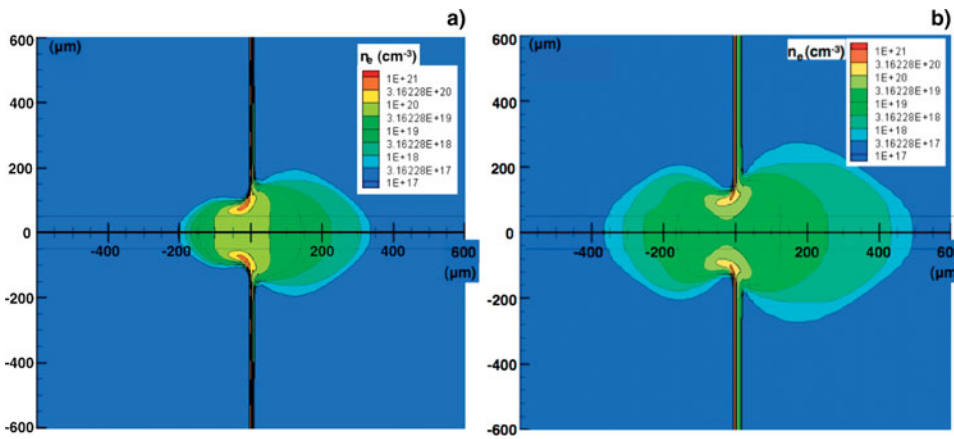 a)
600
(µm)
nₑ (cm⁻³)
1E+21
3.16228E+20
1E+20
3.16228E+19
1E+19
3.16228E+18
1E+18
3.16228E+17
1E+17
400
200
0
-200
-400
-600
-400
-200
0
200
400
600
(µm)
b)
600
(µm)
nₑ (cm⁻³)
1E+21
3.16228E+20
1E+20
3.16228E+19
1E+19
3.16228E+18
1E+18
3.16228E+17
1E+17
400
200
0
-200
-400
-600
-400
-200
0
200
400
600
(µm)